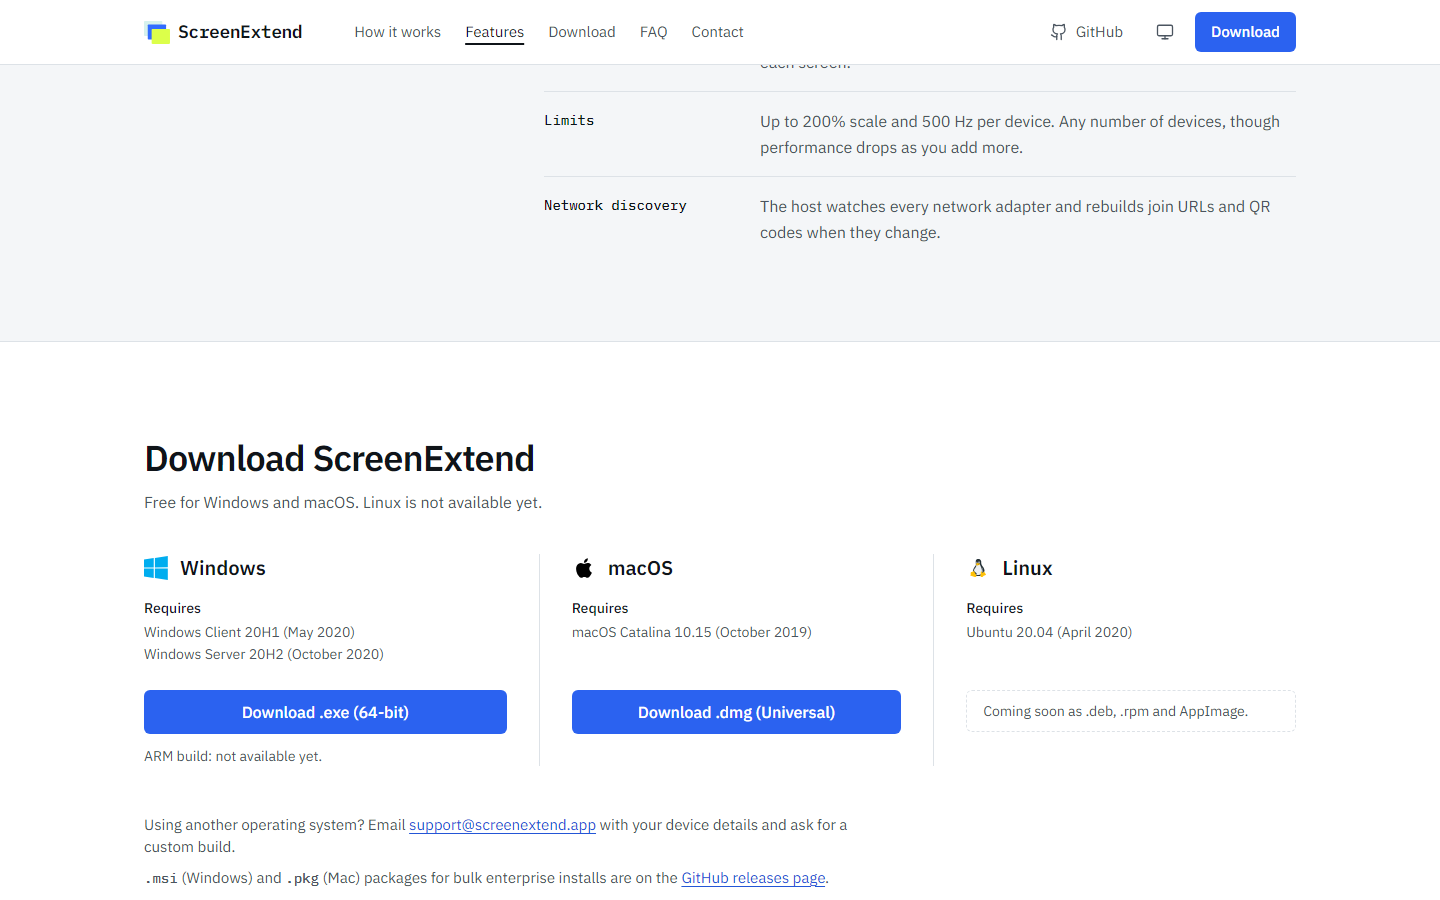 ScreenExtend
How it works
Features
Download
FAQ
Contact
GitHub
Download
each screen.
Limits
Up to 200% scale and 500 Hz per device. Any number of devices, though
performance drops as you add more.
Network discovery
The host watches every network adapter and rebuilds join URLs and QR
codes when they change.
Download ScreenExtend
Free for Windows and macOS. Linux is not available yet.
Windows
Requires
Windows Client 20H1 (May 2020)
Windows Server 20H2 (October 2020)
Download .exe (64-bit)
ARM build: not available yet.
macOS
Requires
macOS Catalina 10.15 (October 2019)
Download .dmg (Universal)
Linux
Requires
Ubuntu 20.04 (April 2020)
Coming soon as .deb, .rpm and AppImage.
Using another operating system? Email support@screenextend.app with your device details and ask for a
custom build.
.msi (Windows) and .pkg (Mac) packages for bulk enterprise installs are on the GitHub releases page.